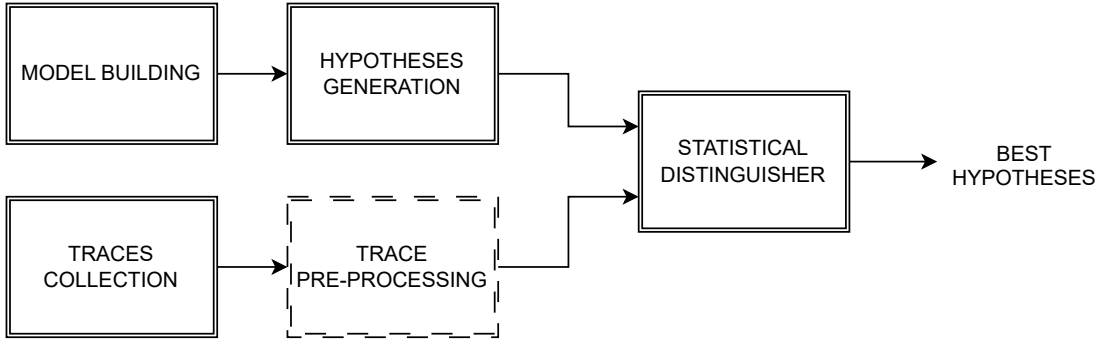 MODEL BUILDING
HYPOTHESES
GENERATION
STATISTICAL
DISTINGUISHER
BEST
HYPOTHESES
TRACES
COLLECTION
TRACE
PRE-PROCESSING